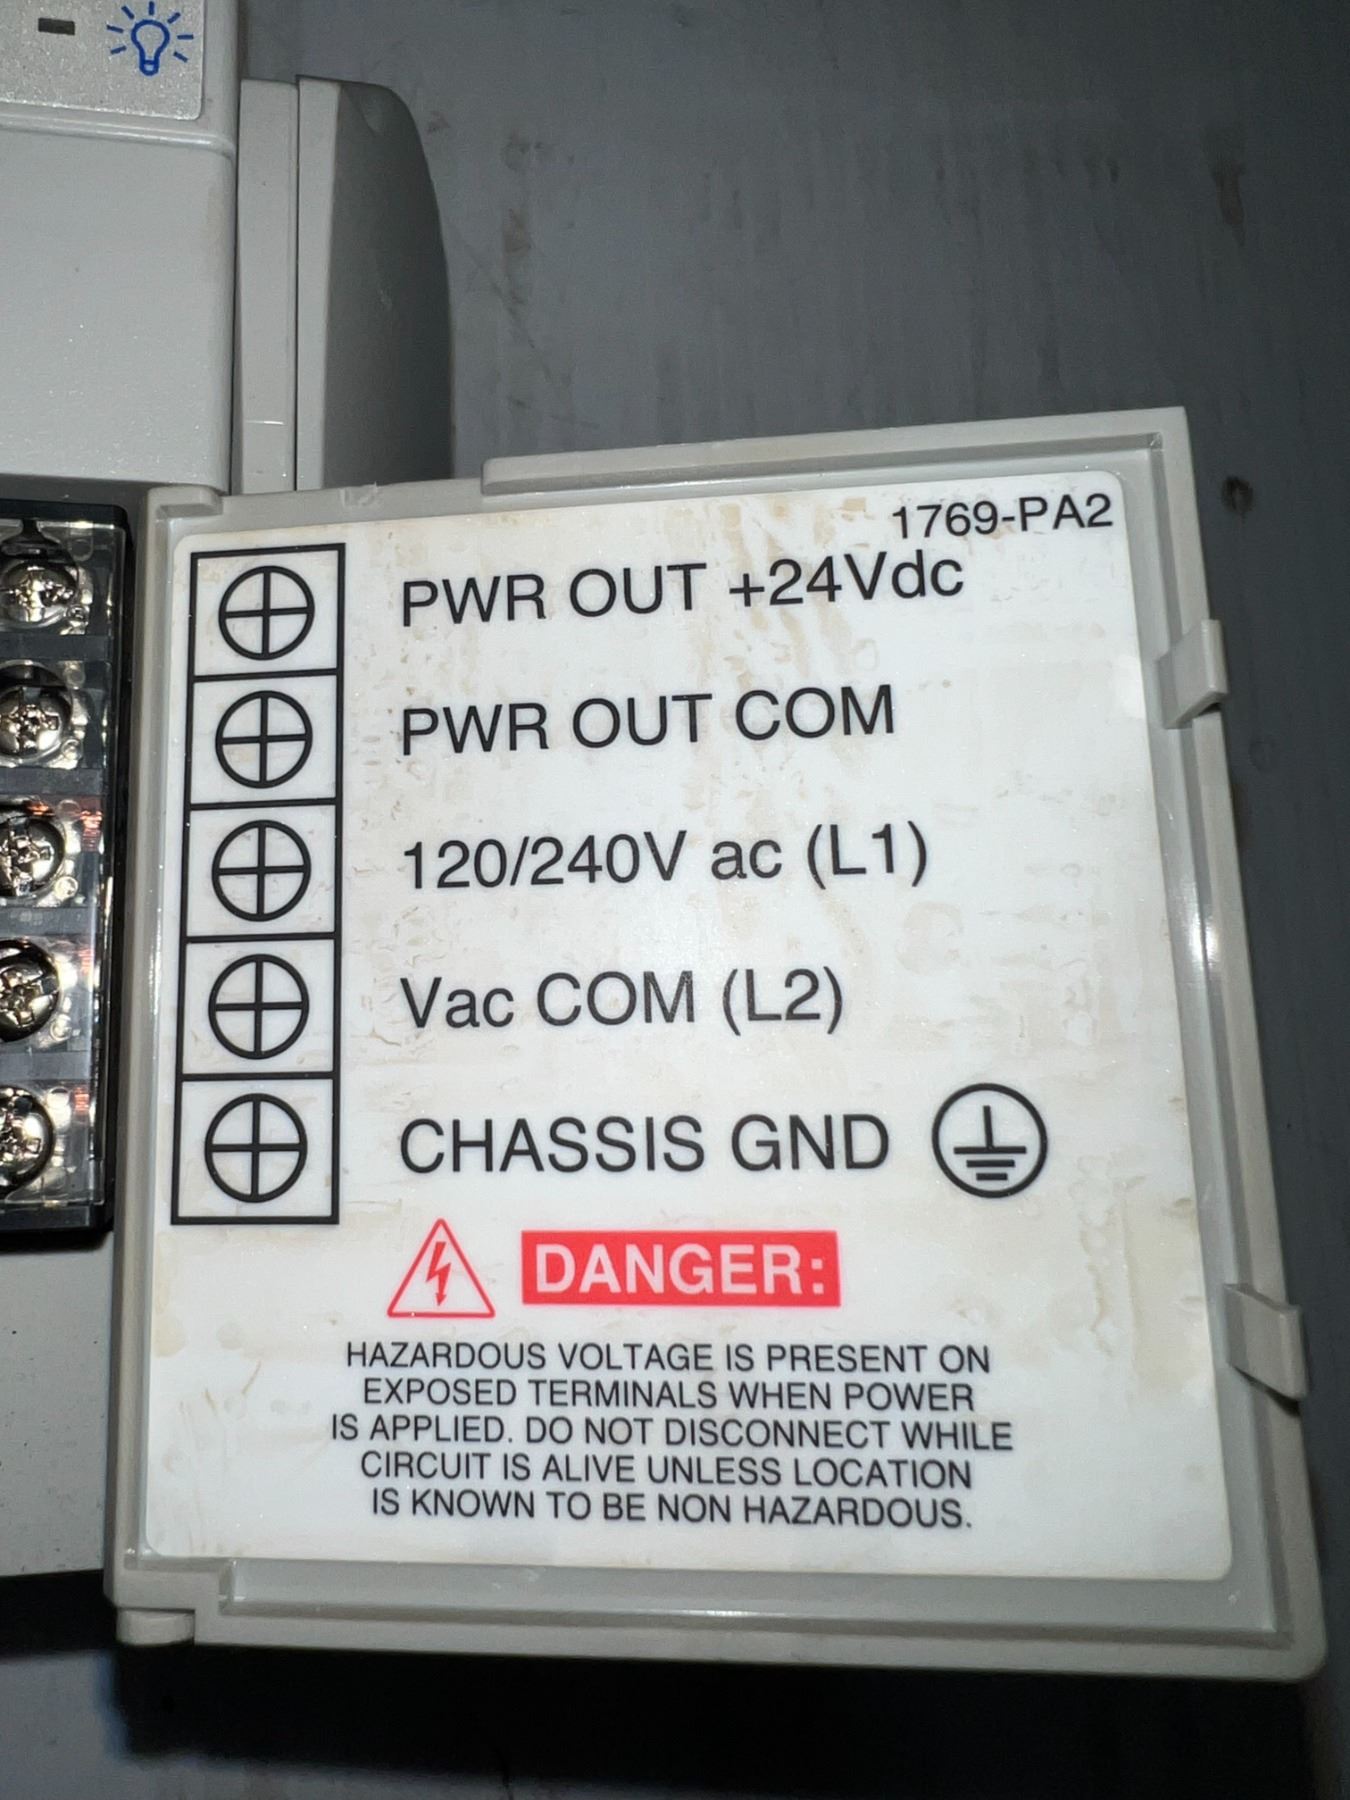 1769-PA2
PWR OUT +24Vdc
PWR OUT COM
120/240V ac (L1)
Vac COM (L2)
CHASSIS GND
DANGER:
HAZARDOUS VOLTAGE IS PRESENT ON
EXPOSED TERMINALS WHEN POWER
IS APPLIED. DO NOT DISCONNECT WHILE
CIRCUIT IS ALIVE UNLESS LOCATION
IS KNOWN TO BE NON HAZARDOUS.